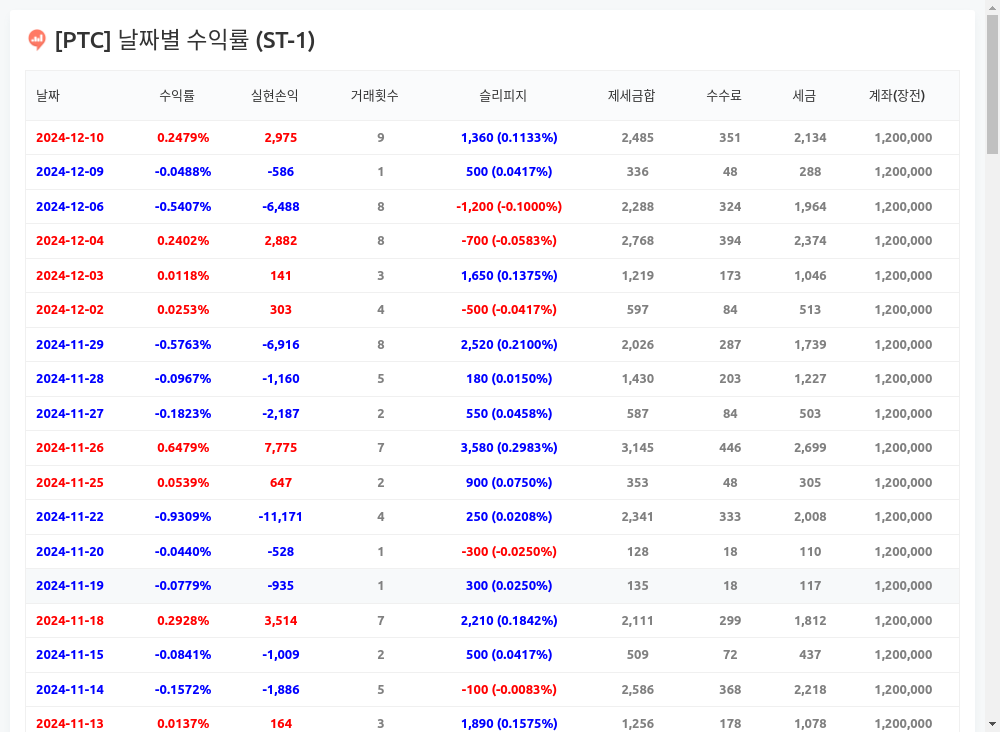 [PTC] 날짜별 수익률 (ST-1)
날짜 수익률 실현손익 거래횟수 슬리피지 제세금합 수수료 세금 계좌(장전)
2024-12-10 0.2479% 2,975 9 1,360 (0.1133%) 2,485 351 2,134 1,200,000
2024-12-09 -0.0488% -586 1 500 (0.0417%) 336 48 288 1,200,000
2024-12-06 -0.5407% -6,488 8 -1,200 (-0.1000%) 2,288 324 1,964 1,200,000
2024-12-04 0.2402% 2,882 8 -700 (-0.0583%) 2,768 394 2,374 1,200,000
2024-12-03 0.0118% 141 3 1,650 (0.1375%) 1,219 173 1,046 1,200,000
2024-12-02 0.0253% 303 4 -500 (-0.0417%) 597 84 513 1,200,000
2024-11-29 -0.5763% -6,916 8 2,520 (0.2100%) 2,026 287 1,739 1,200,000
2024-11-28 -0.0967% -1,160 5 180 (0.0150%) 1,430 203 1,227 1,200,000
2024-11-27 -0.1823% -2,187 2 550 (0.0458%) 587 84 503 1,200,000
2024-11-26 0.6479% 7,775 7 3,580 (0.2983%) 3,145 446 2,699 1,200,000
2024-11-25 0.0539% 647 2 900 (0.0750%) 353 48 305 1,200,000
2024-11-22 -0.9309% -11,171 4 250 (0.0208%) 2,341 333 2,008 1,200,000
2024-11-20 -0.0440% -528 1 -300 (-0.0250%) 128 18 110 1,200,000
2024-11-19 -0.0779% -935 1 300 (0.0250%) 135 18 117 1,200,000
2024-11-18 0.2928% 3,514 7 2,210 (0.1842%) 2,111 299 1,812 1,200,000
2024-11-15 -0.0841% -1,009 2 500 (0.0417%) 509 72 437 1,200,000
2024-11-14 -0.1572% -1,886 5 -100 (-0.0083%) 2,586 368 2,218 1,200,000
2024-11-13 0.0137% 164 3 1,890 (0.1575%) 1,256 178 1,078 1,200,000